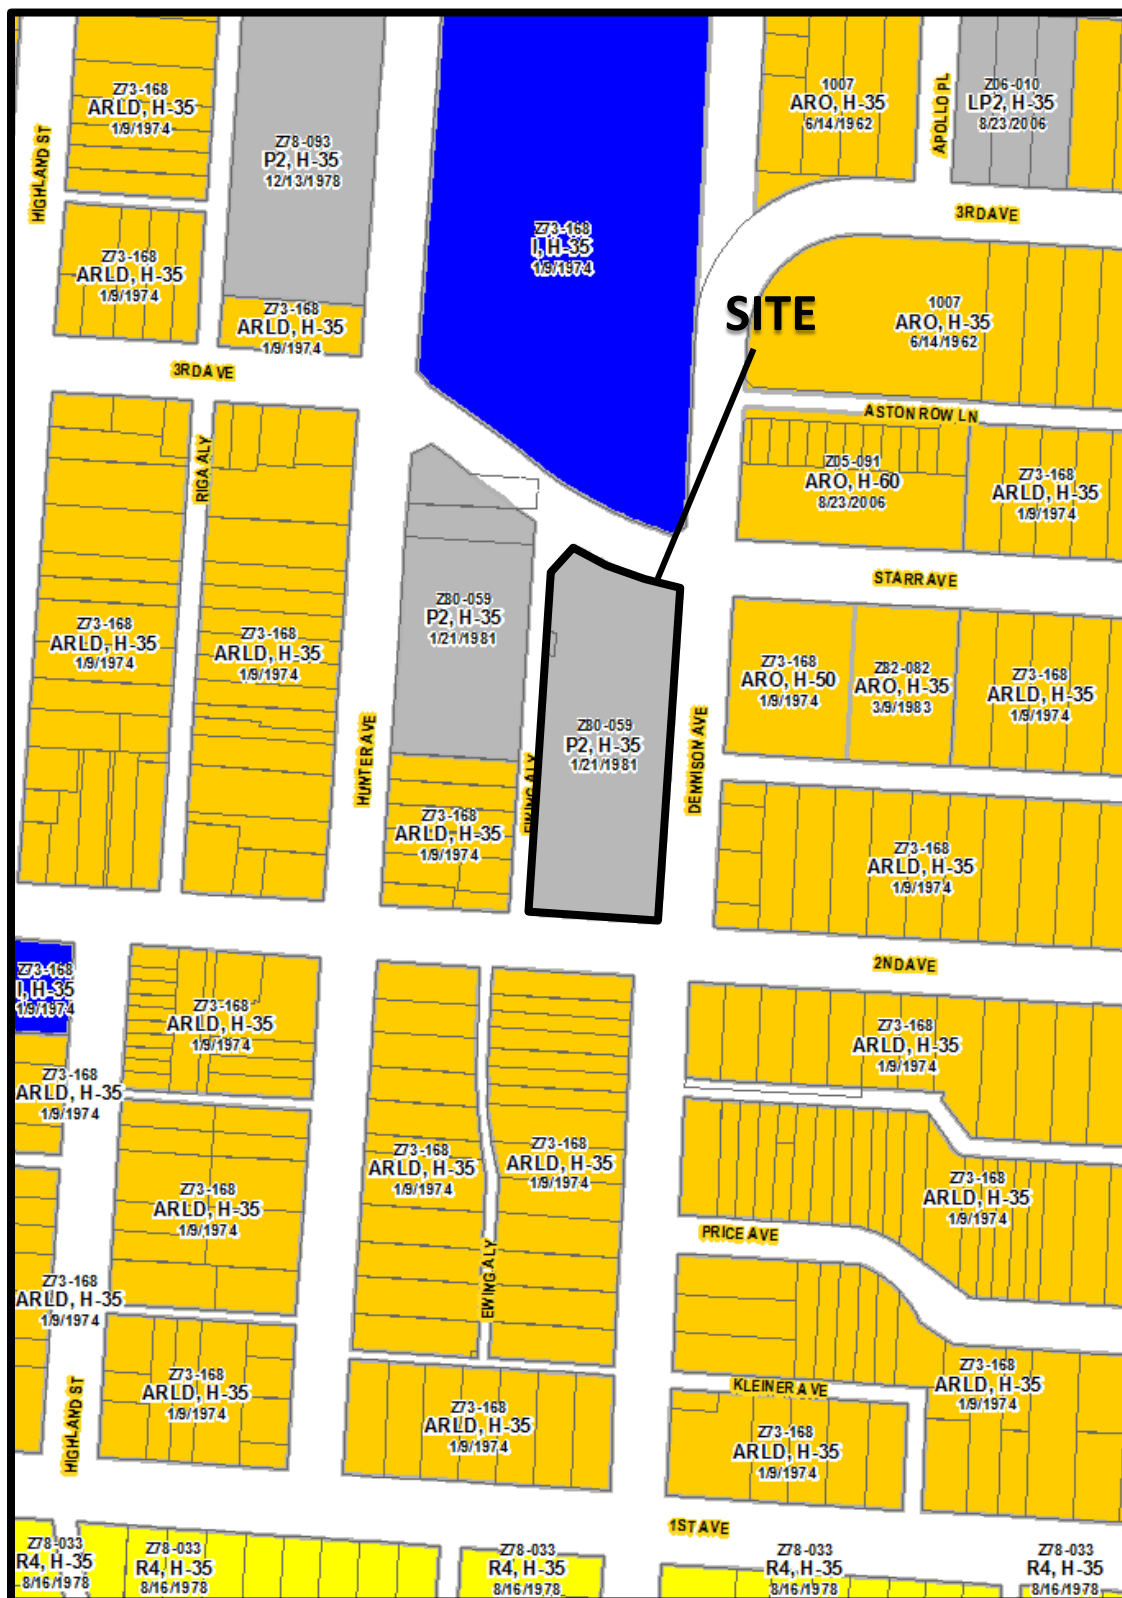 Z73-168
ARLD, H-35
1/9/1974
Z78-093
P2, H-35
12/13/1978
1007
ARO, H-35
6/14/1962
Z06-010
LP2, H-35
8/23/2006
APOLLO PL
HIGHLAND ST
3RD AVE
Z73-168
I, H-35
1/9/1974
Z73-168
ARLD, H-35
1/9/1974
Z73-168
ARLD, H-35
1/9/1974
SITE
1007
ARO, H-35
6/14/1962
3RD AVE
ASTON ROW LN
RIGA ALY
Z05-091
ARO, H-60
8/23/2006
Z73-168
ARLD, H-35
1/9/1974
STARR AVE
Z80-059
P2, H-35
1/21/1981
Z73-168
ARLD, H-35
1/9/1974
Z73-168
ARLD, H-35
1/9/1974
Z73-168
ARO, H-50
1/9/1974
Z82-082
ARO, H-35
3/9/1983
Z73-168
ARLD, H-35
1/9/1974
Z80-059
P2, H-35
1/21/1981
HUNTER AVE
EWING ALY
DENNISON AVE
Z73-168
ARLD, H-35
1/9/1974
Z73-168
ARLD, H-35
1/9/1974
2ND AVE
Z73-168
I, H-35
1/9/1974
Z73-168
ARLD, H-35
1/9/1974
Z73-168
ARLD, H-35
1/9/1974
Z73-168
ARLD, H-35
1/9/1974
Z73-168
ARLD, H-35
1/9/1974
Z73-168
ARLD, H-35
1/9/1974
Z73-168
ARLD, H-35
1/9/1974
Z73-168
ARLD, H-35
1/9/1974
PRICE AVE
EWING ALY
Z73-168
ARLD, H-35
1/9/1974
Z73-168
ARLD, H-35
1/9/1974
KLEINER AVE
Z73-168
ARLD, H-35
1/9/1974
Z73-168
ARLD, H-35
1/9/1974
Z73-168
ARLD, H-35
1/9/1974
HIGHLAND ST
1ST AVE
Z78-033
R4, H-35
8/16/1978
Z78-033
R4, H-35
8/16/1978
Z78-033
R4, H-35
8/16/1978
Z78-033
R4, H-35
8/16/1978
Z78-033
R4, H-35
8/16/1978